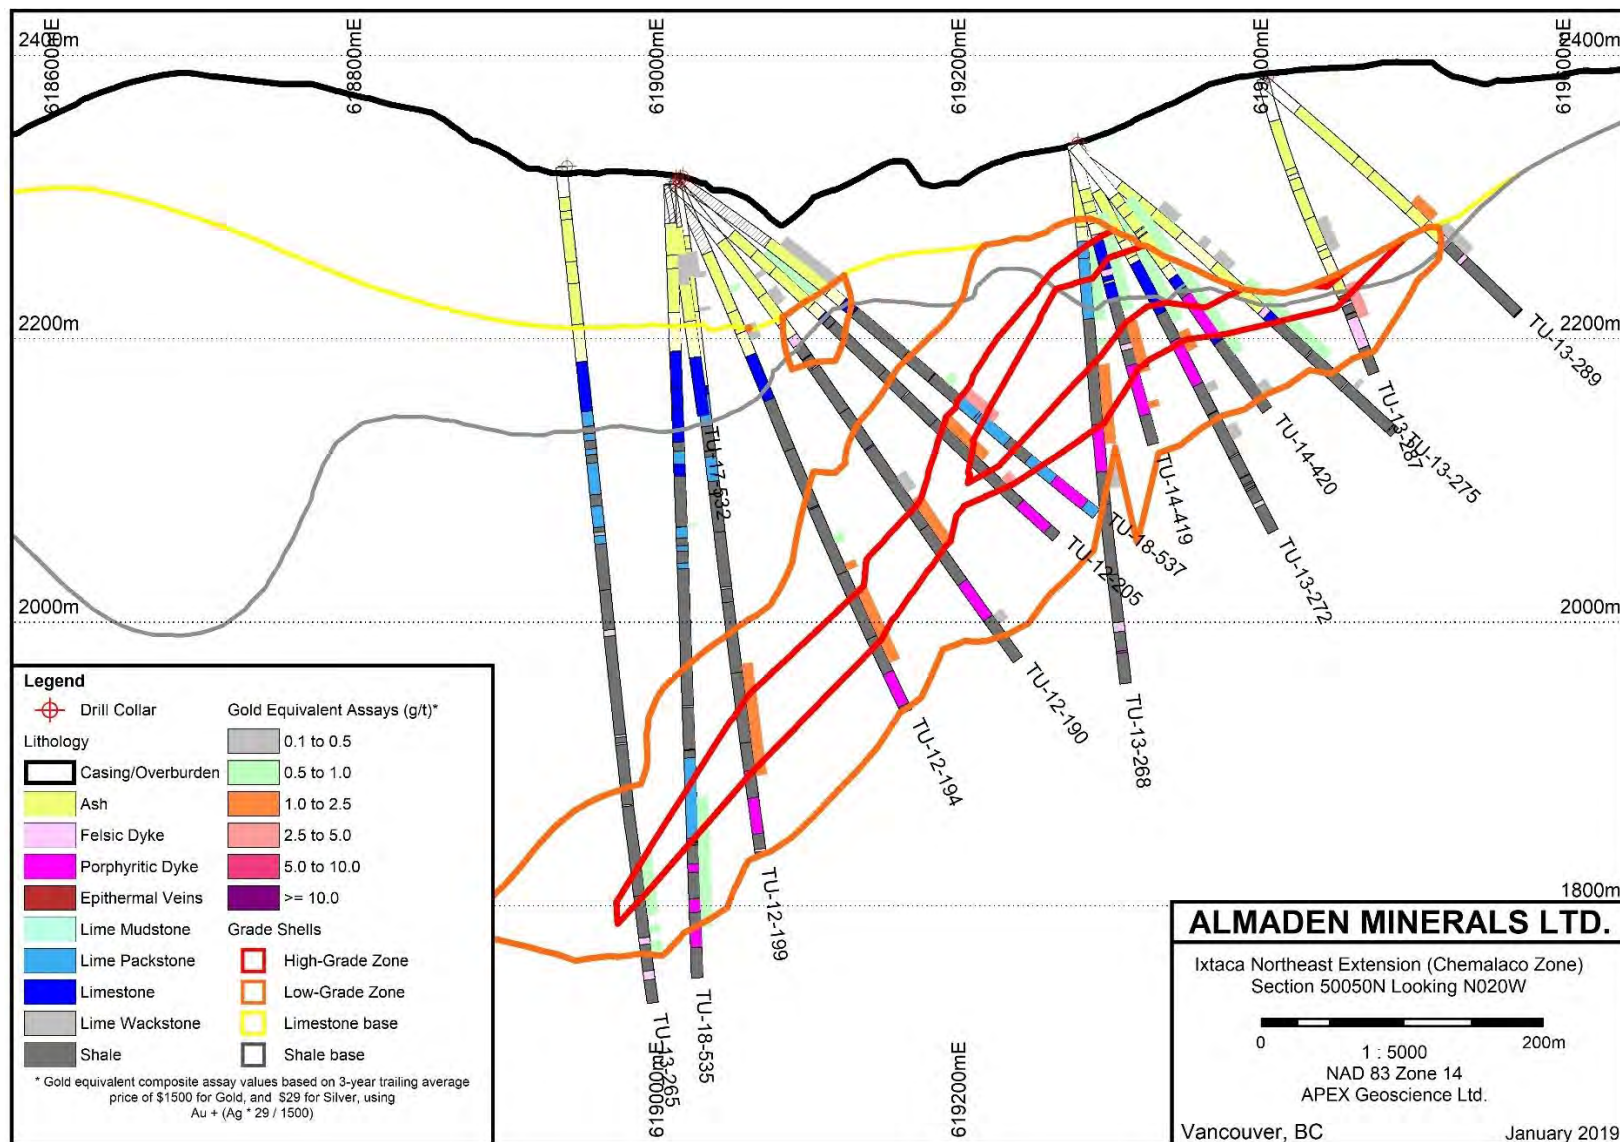 618600mE
618800mE
619000mE
619200mE
619400mE
619600mE
2400m
2400m
2200m
2200m
2000m
2000m
1800m
TU-17-532
TU-13-289
TU-13-287
TU-13-275
TU-14-420
TU-14-419
TU-13-272
TU-18-537
TU-12-205
TU-12-190
TU-13-268
TU-12-194
TU-12-199
TU-18-535
TU-13-265
619000mE
619200mE
Legend
Drill Collar
Lithology
Casing/Overburden
Ash
Felsic Dyke
Porphyritic Dyke
Epithermal Veins
Lime Mudstone
Lime Packstone
Limestone
Lime Wackstone
Shale
Gold Equivalent Assays (g/t)*
0.1 to 0.5
0.5 to 1.0
1.0 to 2.5
2.5 to 5.0
5.0 to 10.0
>= 10.0
Grade Shells
High-Grade Zone
Low-Grade Zone
Limestone base
Shale base
* Gold equivalent composite assay values based on 3-year trailing average
price of $1500 for Gold, and $29 for Silver, using
Au + (Ag * 29 / 1500)
ALMADEN MINERALS LTD.
Ixtaca Northeast Extension (Chemalaco Zone)
Section 50050N Looking N020W
0
200m
1 : 5000
NAD 83 Zone 14
APEX Geoscience Ltd.
Vancouver, BC
January 2019